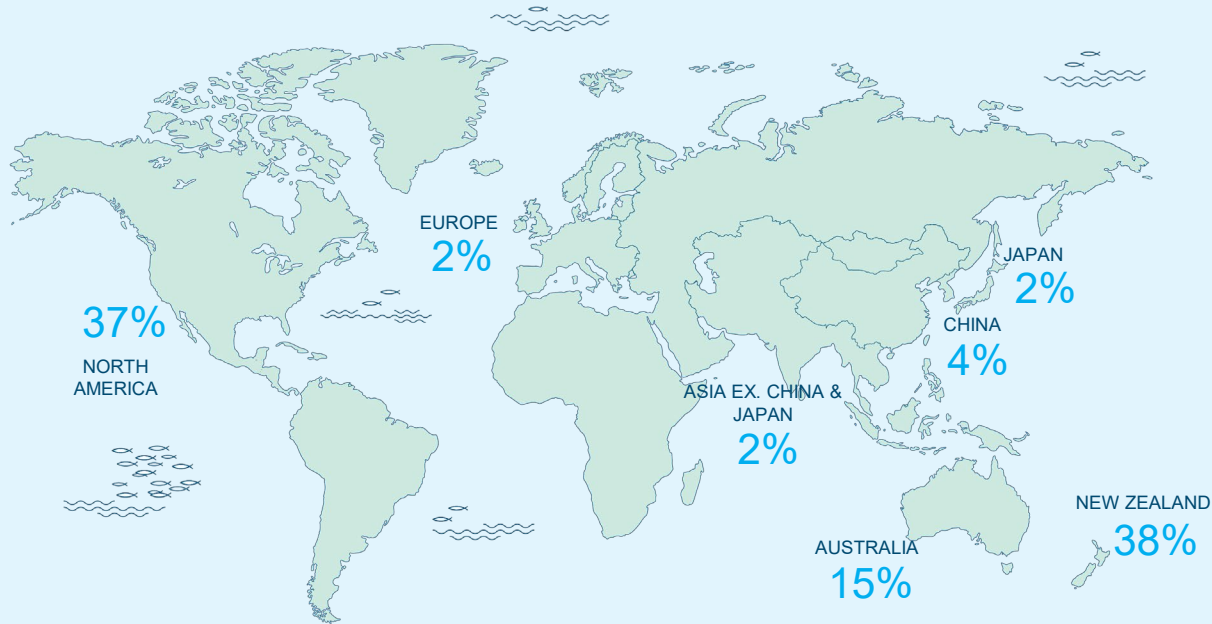 EUROPE
2%
JAPAN
2%
37%
NORTH
AMERICA
CHINA
4%
ASIA EX. CHINA &
JAPAN
2%
NEW ZEALAND
38%
AUSTRALIA
15%